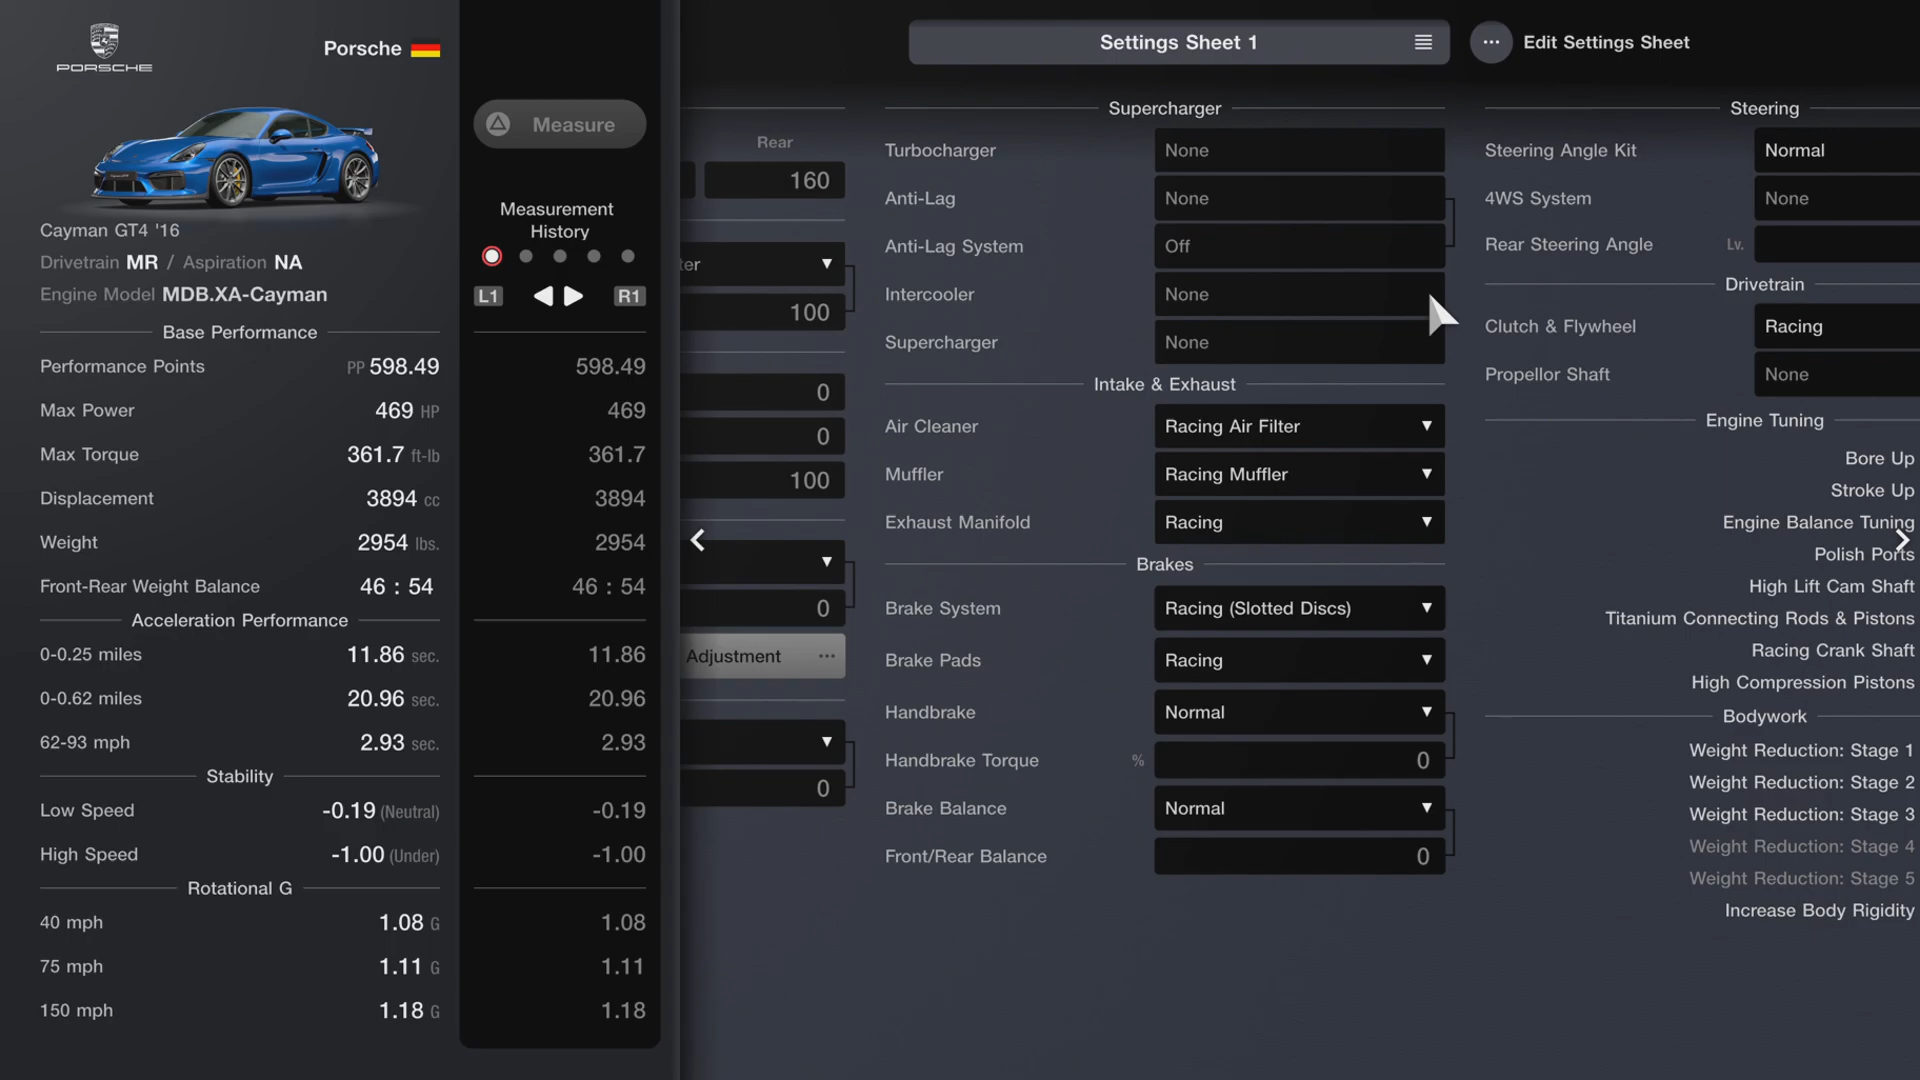 PORSCHE
Porsche
Cayman GT4 '16
Drivetrain MR / Aspiration NA
Engine Model MDB.XA-Cayman
Base Performance
Performance Points PP 598.49
Max Power 469 HP
Max Torque 361.7 ft-lb
Displacement 3894 cc
Weight 2954 lbs.
Front-Rear Weight Balance 46 : 54
Acceleration Performance
0-0.25 miles 11.86 sec.
0-0.62 miles 20.96 sec.
62-93 mph 2.93 sec.
Stability
Low Speed -0.19 (Neutral)
High Speed -1.00 (Under)
Rotational G
40 mph 1.08 G
75 mph 1.11 G
150 mph 1.18 G
Measure
Measurement
History
L1 R1
598.49
469
361.7
3894
2954
46 : 54
11.86
20.96
2.93
-0.19
-1.00
1.08
1.11
1.18
Settings Sheet 1
Edit Settings Sheet
Rear
160
ter
100
0
0
100
0
Adjustment
0
Supercharger
Turbocharger None
Anti-Lag None
Anti-Lag System Off
Intercooler None
Supercharger None
Intake & Exhaust
Air Cleaner Racing Air Filter
Muffler Racing Muffler
Exhaust Manifold Racing
Brakes
Brake System Racing (Slotted Discs)
Brake Pads Racing
Handbrake Normal
Handbrake Torque % 0
Brake Balance Normal
Front/Rear Balance 0
Steering
Steering Angle Kit Normal
4WS System None
Rear Steering Angle Lv.
Drivetrain
Clutch & Flywheel Racing
Propellor Shaft None
Engine Tuning
Bore Up
Stroke Up
Engine Balance Tuning
Polish Ports
High Lift Cam Shaft
Titanium Connecting Rods & Pistons
Racing Crank Shaft
High Compression Pistons
Bodywork
Weight Reduction: Stage 1
Weight Reduction: Stage 2
Weight Reduction: Stage 3
Weight Reduction: Stage 4
Weight Reduction: Stage 5
Increase Body Rigidity